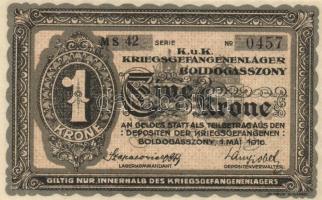 MS 42 SERIE № 0457
K.u.K.
KRIEGSGEFANGENENLAGER
BOLDOGASSZONY
1 Eine Krone
KRONE
AN GELDES STATT ALS TEILBETRAG AUS DEN
DEPOSITEN DER KRIEGSGEFANGENEN
BOLDOGASSZONY, 1. MAI 1916.
LAGERKOMMANDANT DEPOSITENVERWALTER
GILTIG NUR INNERHALB DES KRIEGSGEFANGENENLAGERS